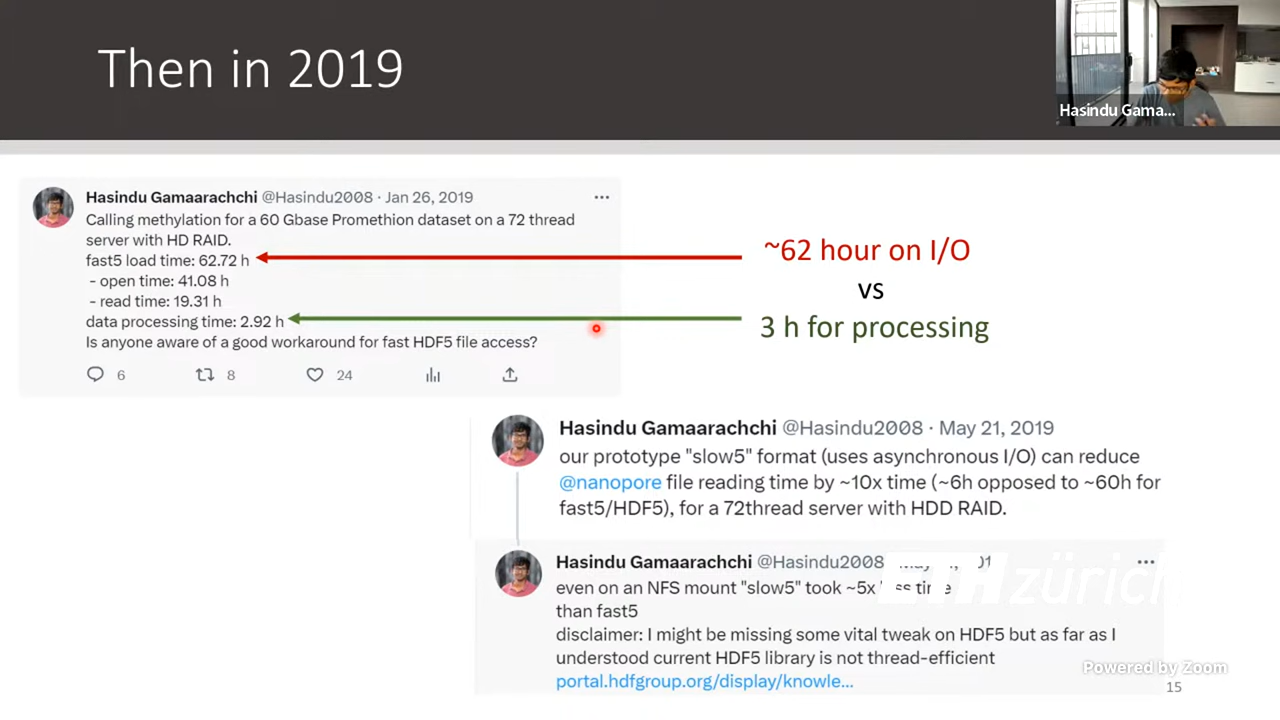 Then in 2019
Hasindu Gama...
Hasindu Gamaarachchi @Hasindu2008 · Jan 26, 2019
Calling methylation for a 60 Gbase Promethion dataset on a 72 thread
server with HD RAID.
fast5 load time: 62.72 h
- open time: 41.08 h
- read time: 19.31 h
data processing time: 2.92 h
Is anyone aware of a good workaround for fast HDF5 file access?
6 8 24
~62 hour on I/O
vs
3 h for processing
Hasindu Gamaarachchi @Hasindu2008 · May 21, 2019
our prototype "slow5" format (uses asynchronous I/O) can reduce
@nanopore file reading time by ~10x time (~6h opposed to ~60h for
fast5/HDF5), for a 72thread server with HDD RAID.
Hasindu Gamaarachchi @Hasindu2008
even on an NFS mount "slow5" took ~5x less time
than fast5
disclaimer: I might be missing some vital tweak on HDF5 but as far as I
understood current HDF5 library is not thread-efficient
portal.hdfgroup.org/display/knowle...
ETH zürich
Powered by Zoom
15